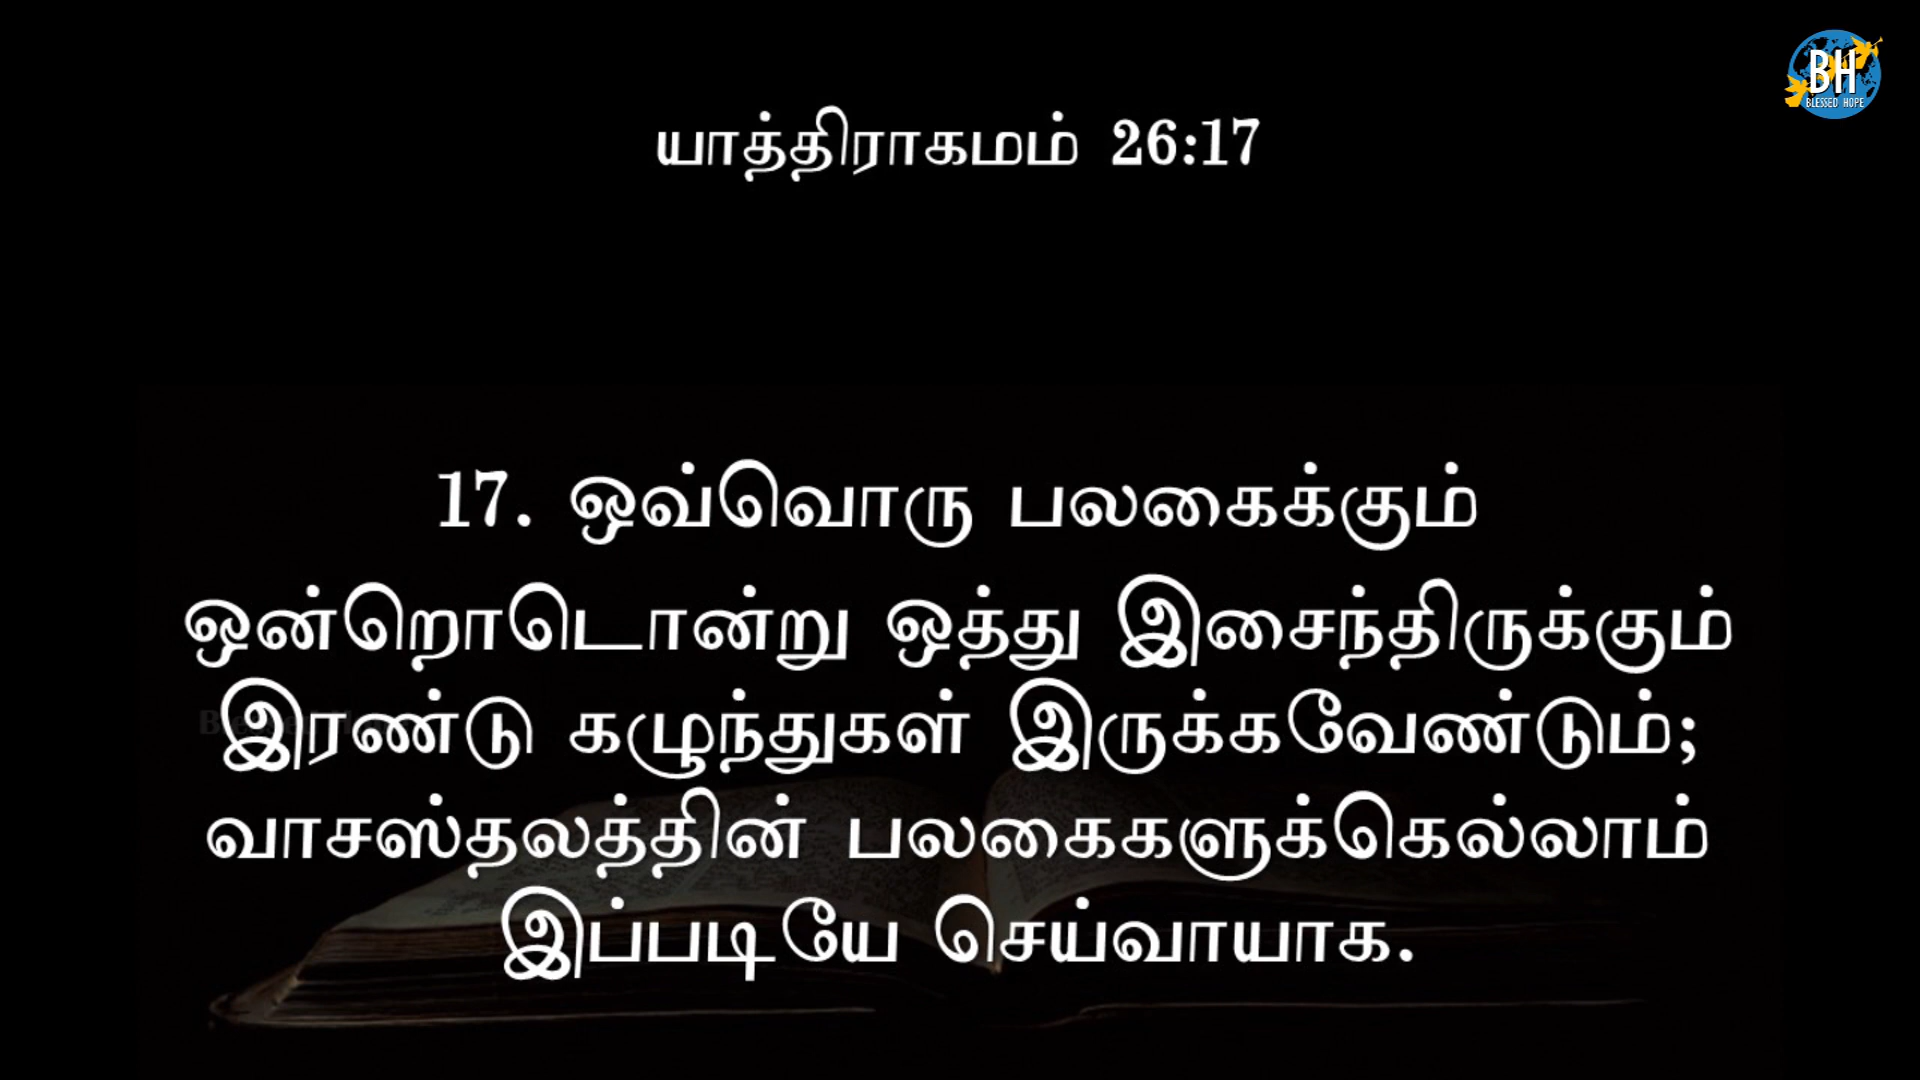 BH
BLESSED HOPE
யாத்திராகமம் 26:17
17. ஒவ்வொரு பலகைக்கும்
ஒன்றொடொன்று ஒத்து இசைந்திருக்கும்
இரண்டு கழுந்துகள் இருக்கவேண்டும்;
வாசஸ்தலத்தின் பலகைகளுக்கெல்லாம்
இப்படியே செய்வாயாக.